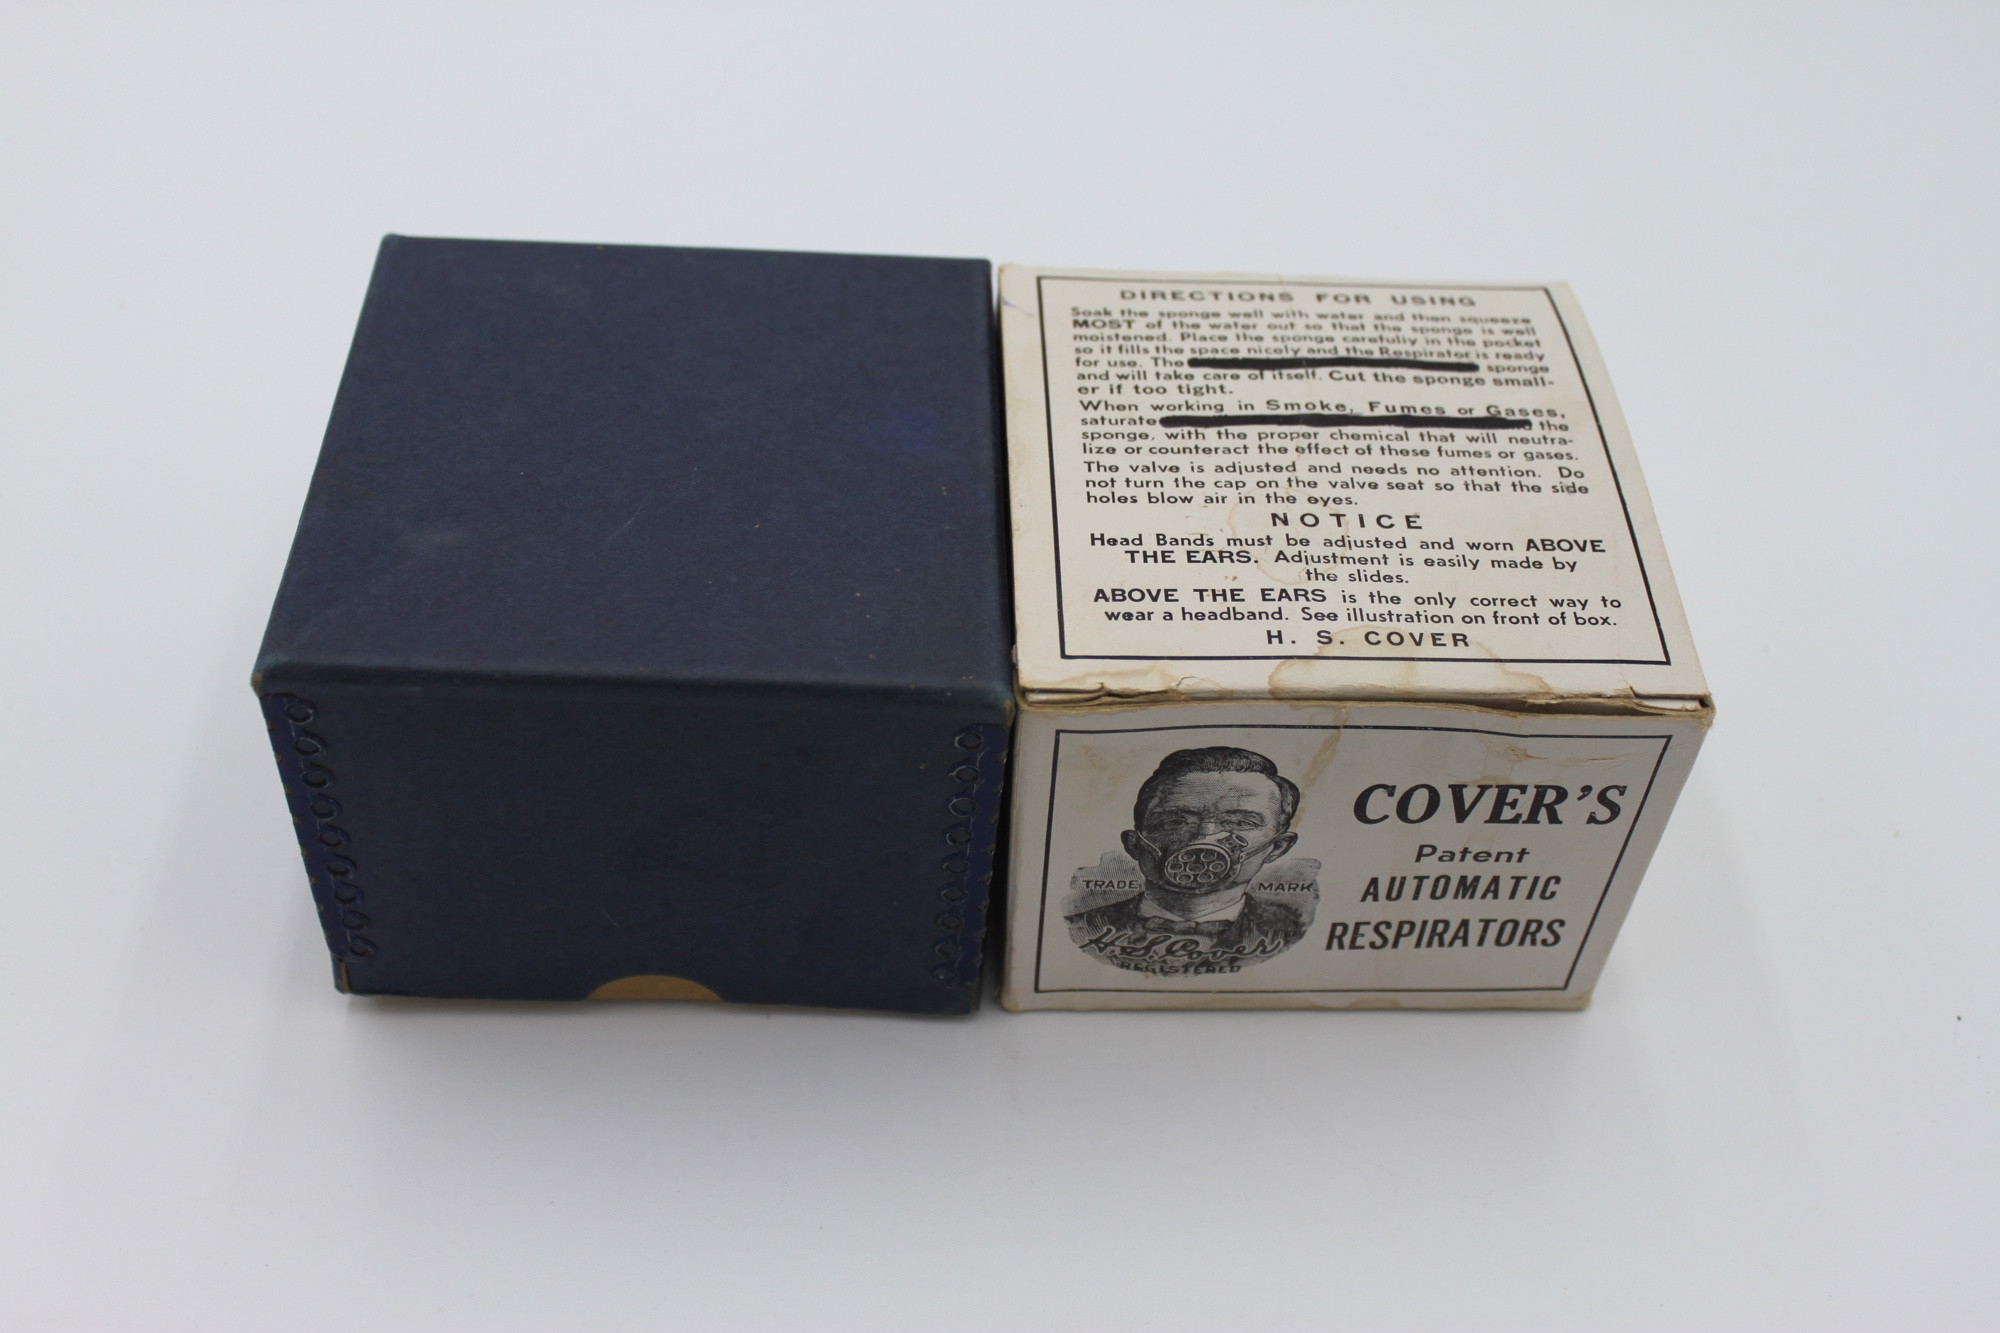 DIRECTIONS FOR USING
Soak the sponge well with water and then squeeze
MOST of the water out so that the sponge is well
moistened. Place the sponge carefully in the pocket
so it fills the space nicely and the Respirator is ready
for use. The sponge
and will take care of itself. Cut the sponge small-
er if too tight.
When working in Smoke, Fumes or Gases,
saturate the
sponge, with the proper chemical that will neutra-
lize or counteract the effect of these fumes or gases.
The valve is adjusted and needs no attention. Do
not turn the cap on the valve seat so that the side
holes blow air in the eyes.
NOTICE
Head Bands must be adjusted and worn ABOVE
THE EARS. Adjustment is easily made by
the slides.
ABOVE THE EARS is the only correct way to
wear a headband. See illustration on front of box.
H. S. COVER
COVER'S
Patent
AUTOMATIC
RESPIRATORS
TRADE MARK
H.S. Cover
REGISTERED